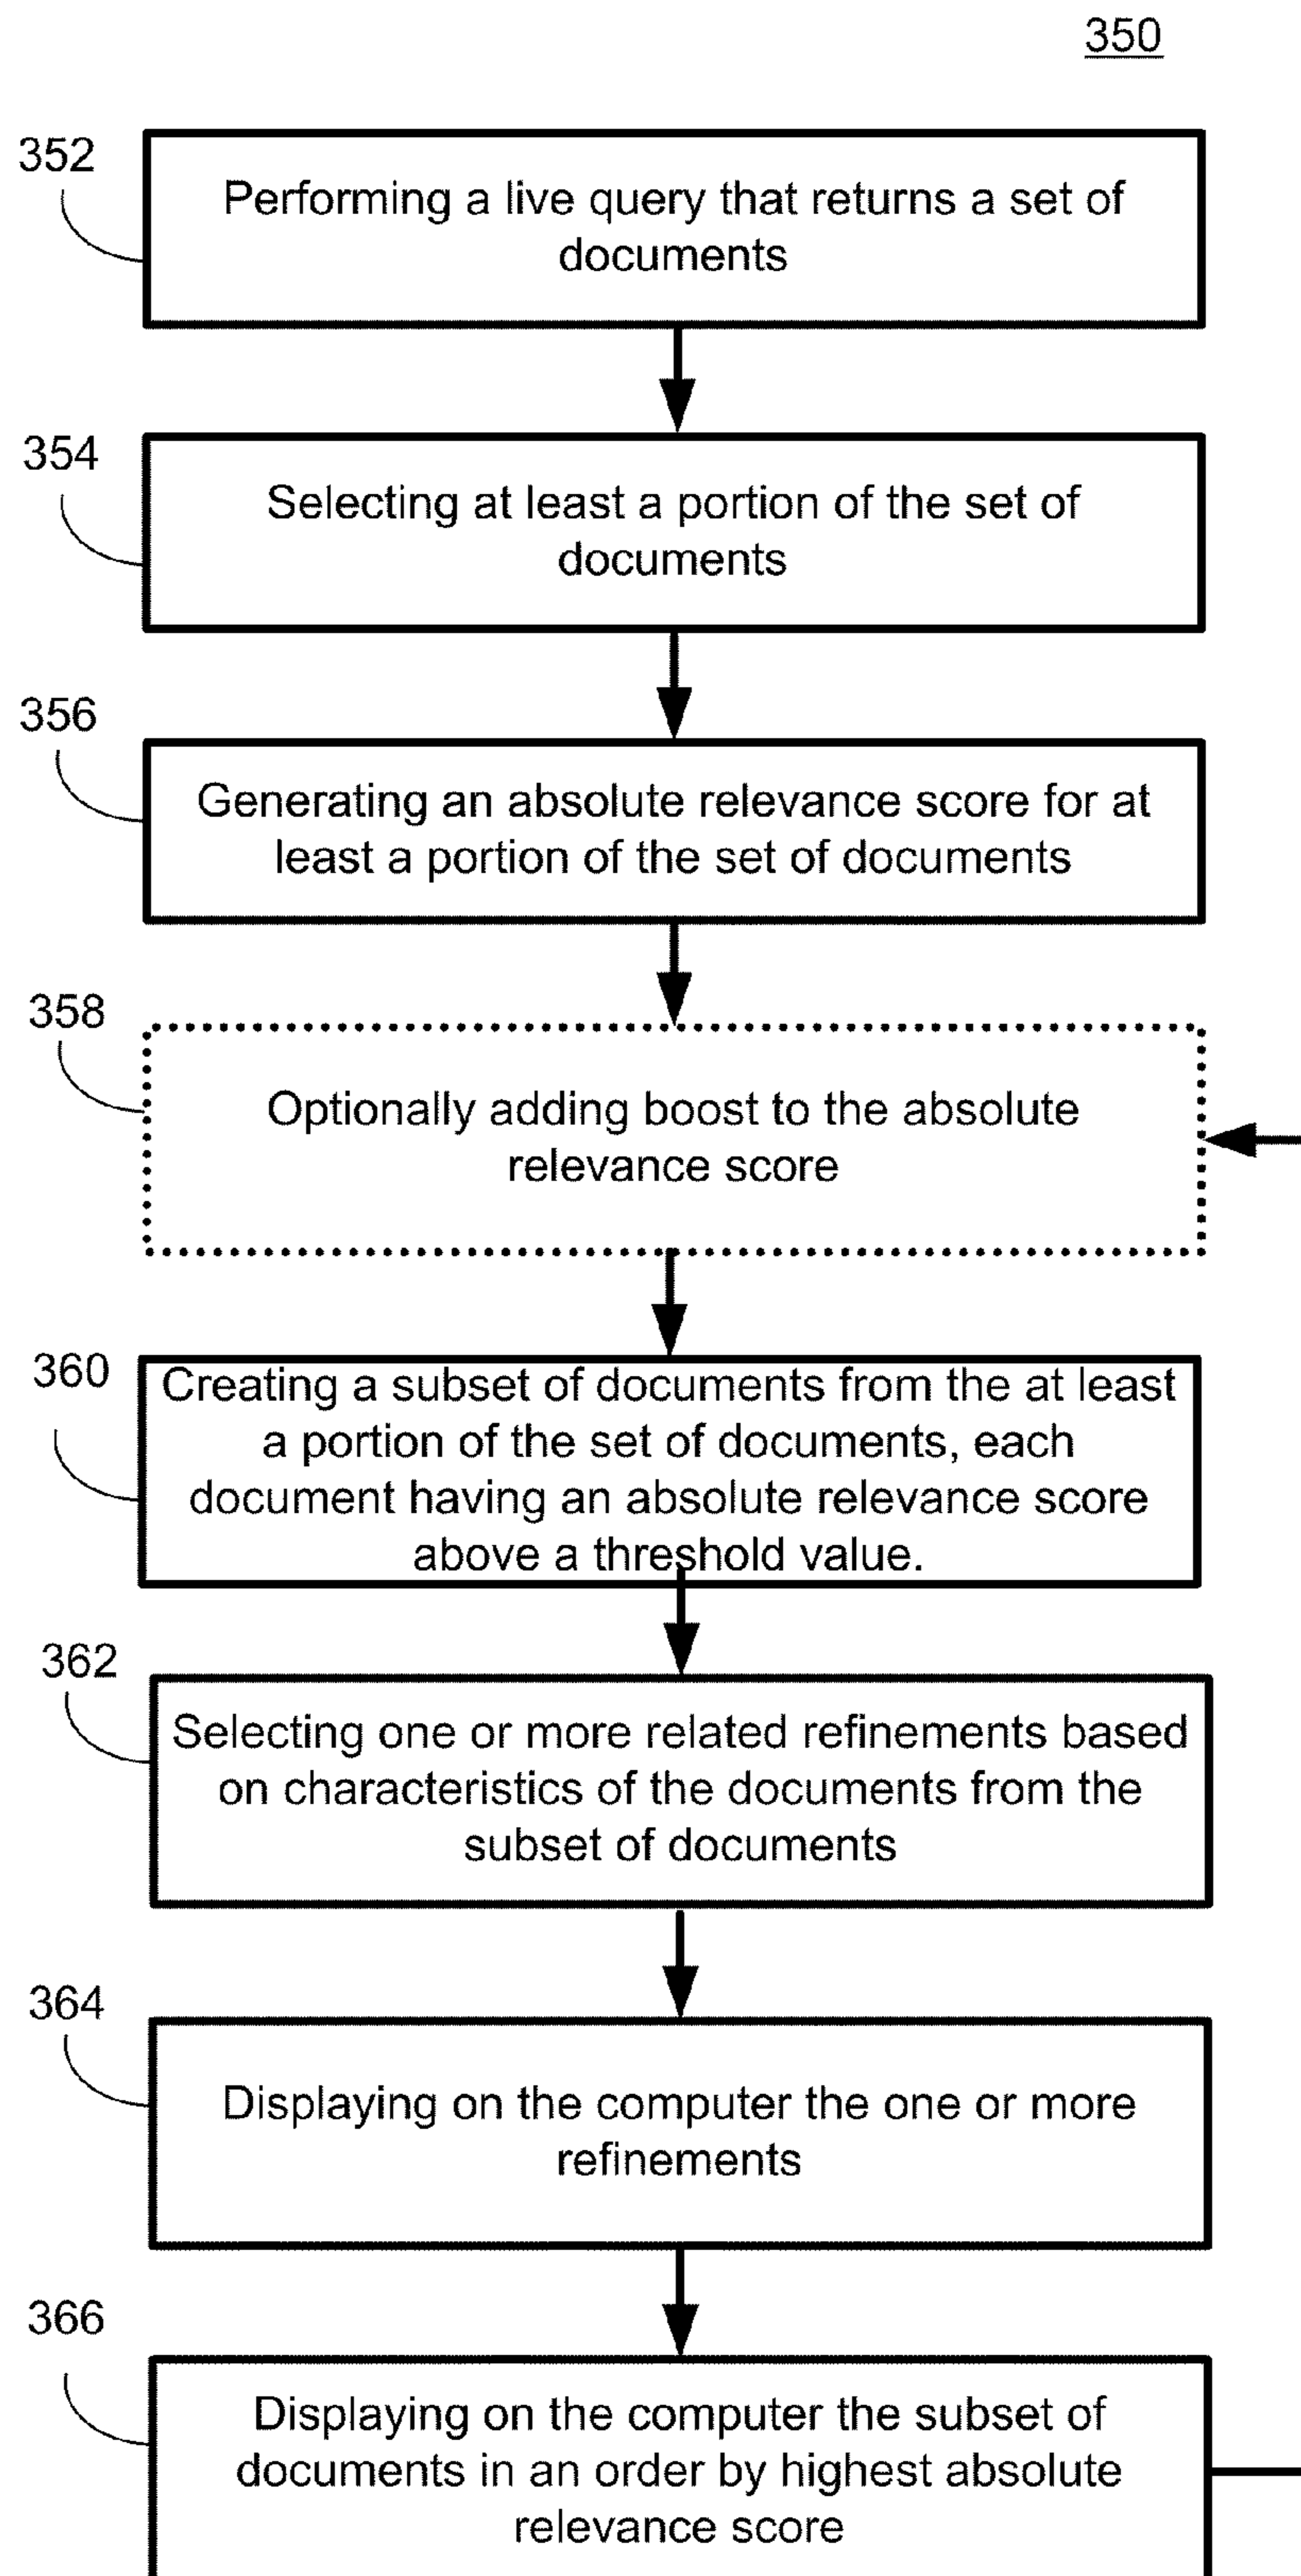 350
352
Performing a live query that returns a set of
documents
354
Selecting at least a portion of the set of
documents
356
Generating an absolute relevance score for at
least a portion of the set of documents
358
Optionally adding boost to the absolute
relevance score
360
Creating a subset of documents from the at least
a portion of the set of documents, each
document having an absolute relevance score
above a threshold value.
362
Selecting one or more related refinements based
on characteristics of the documents from the
subset of documents
364
Displaying on the computer the one or more
refinements
366
Displaying on the computer the subset of
documents in an order by highest absolute
relevance score